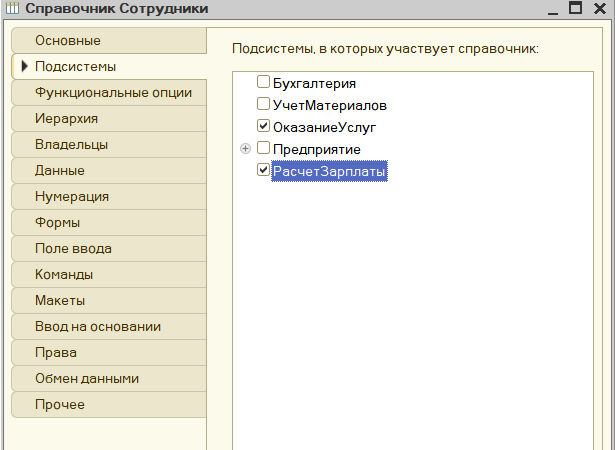 Справочник Сотрудники
Основные
Подсистемы
Функциональные опции
Иерархия
Владельцы
Данные
Нумерация
Формы
Поле ввода
Команды
Макеты
Ввод на основании
Права
Обмен данными
Прочее
Подсистемы, в которых участвует справочник:
Бухгалтерия
УчетМатериалов
ОказаниеУслуг
Предприятие
РасчетЗарплаты